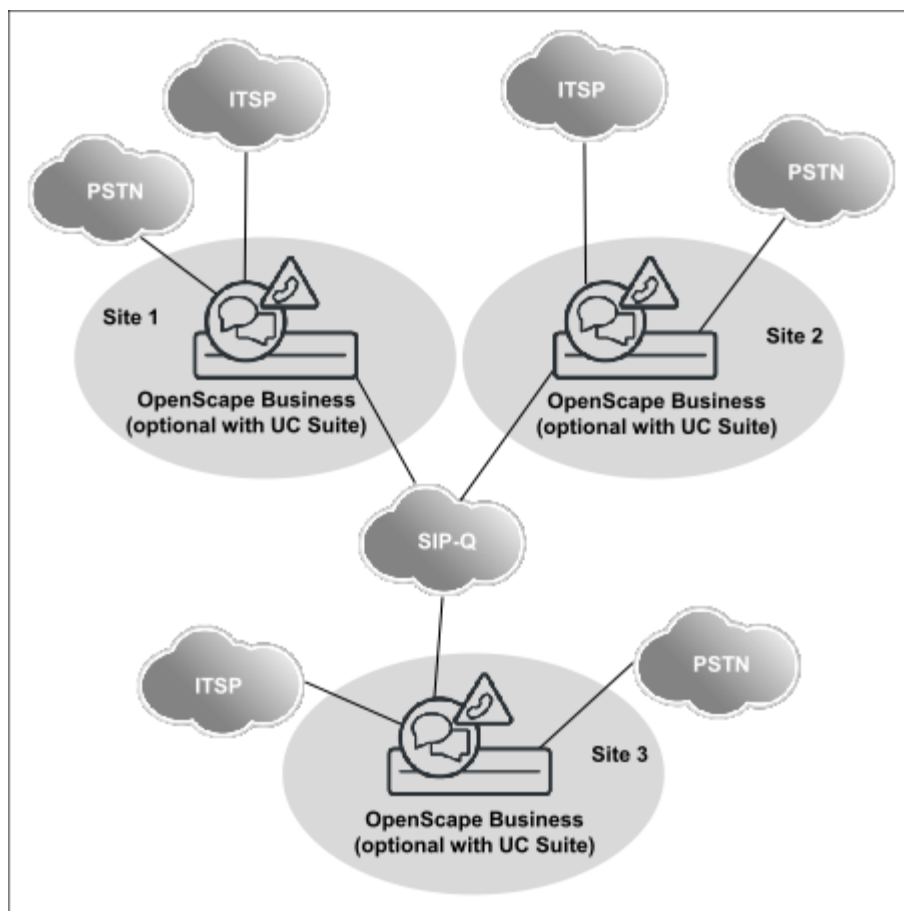 ITSP
ITSP
PSTN
PSTN
Site 1
OpenScape Business
(optional with UC Suite)
Site 2
OpenScape Business
(optional with UC Suite)
SIP-Q
ITSP
PSTN
Site 3
OpenScape Business
(optional with UC Suite)